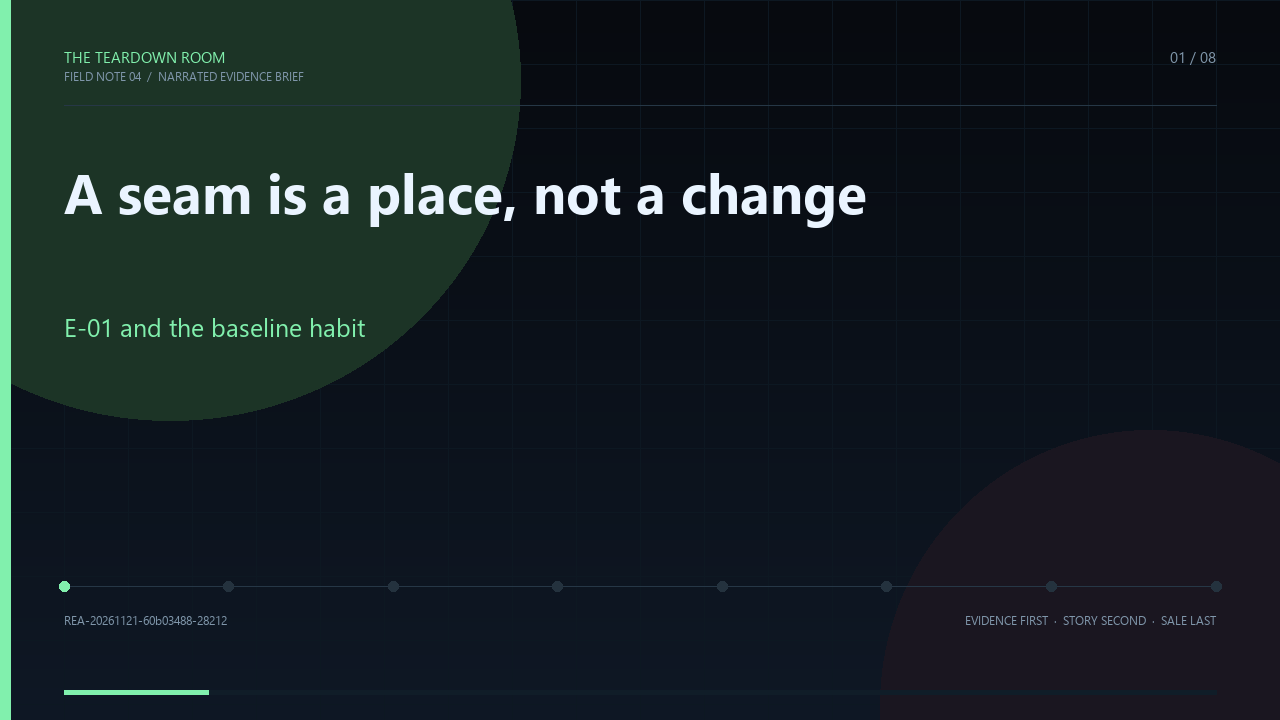 THE TEARDOWN ROOM
FIELD NOTE 04 / NARRATED EVIDENCE BRIEF
01 / 08
A seam is a place, not a change
E-01 and the baseline habit
REA-20261121-60b03488-28212
EVIDENCE FIRST · STORY SECOND · SALE LAST